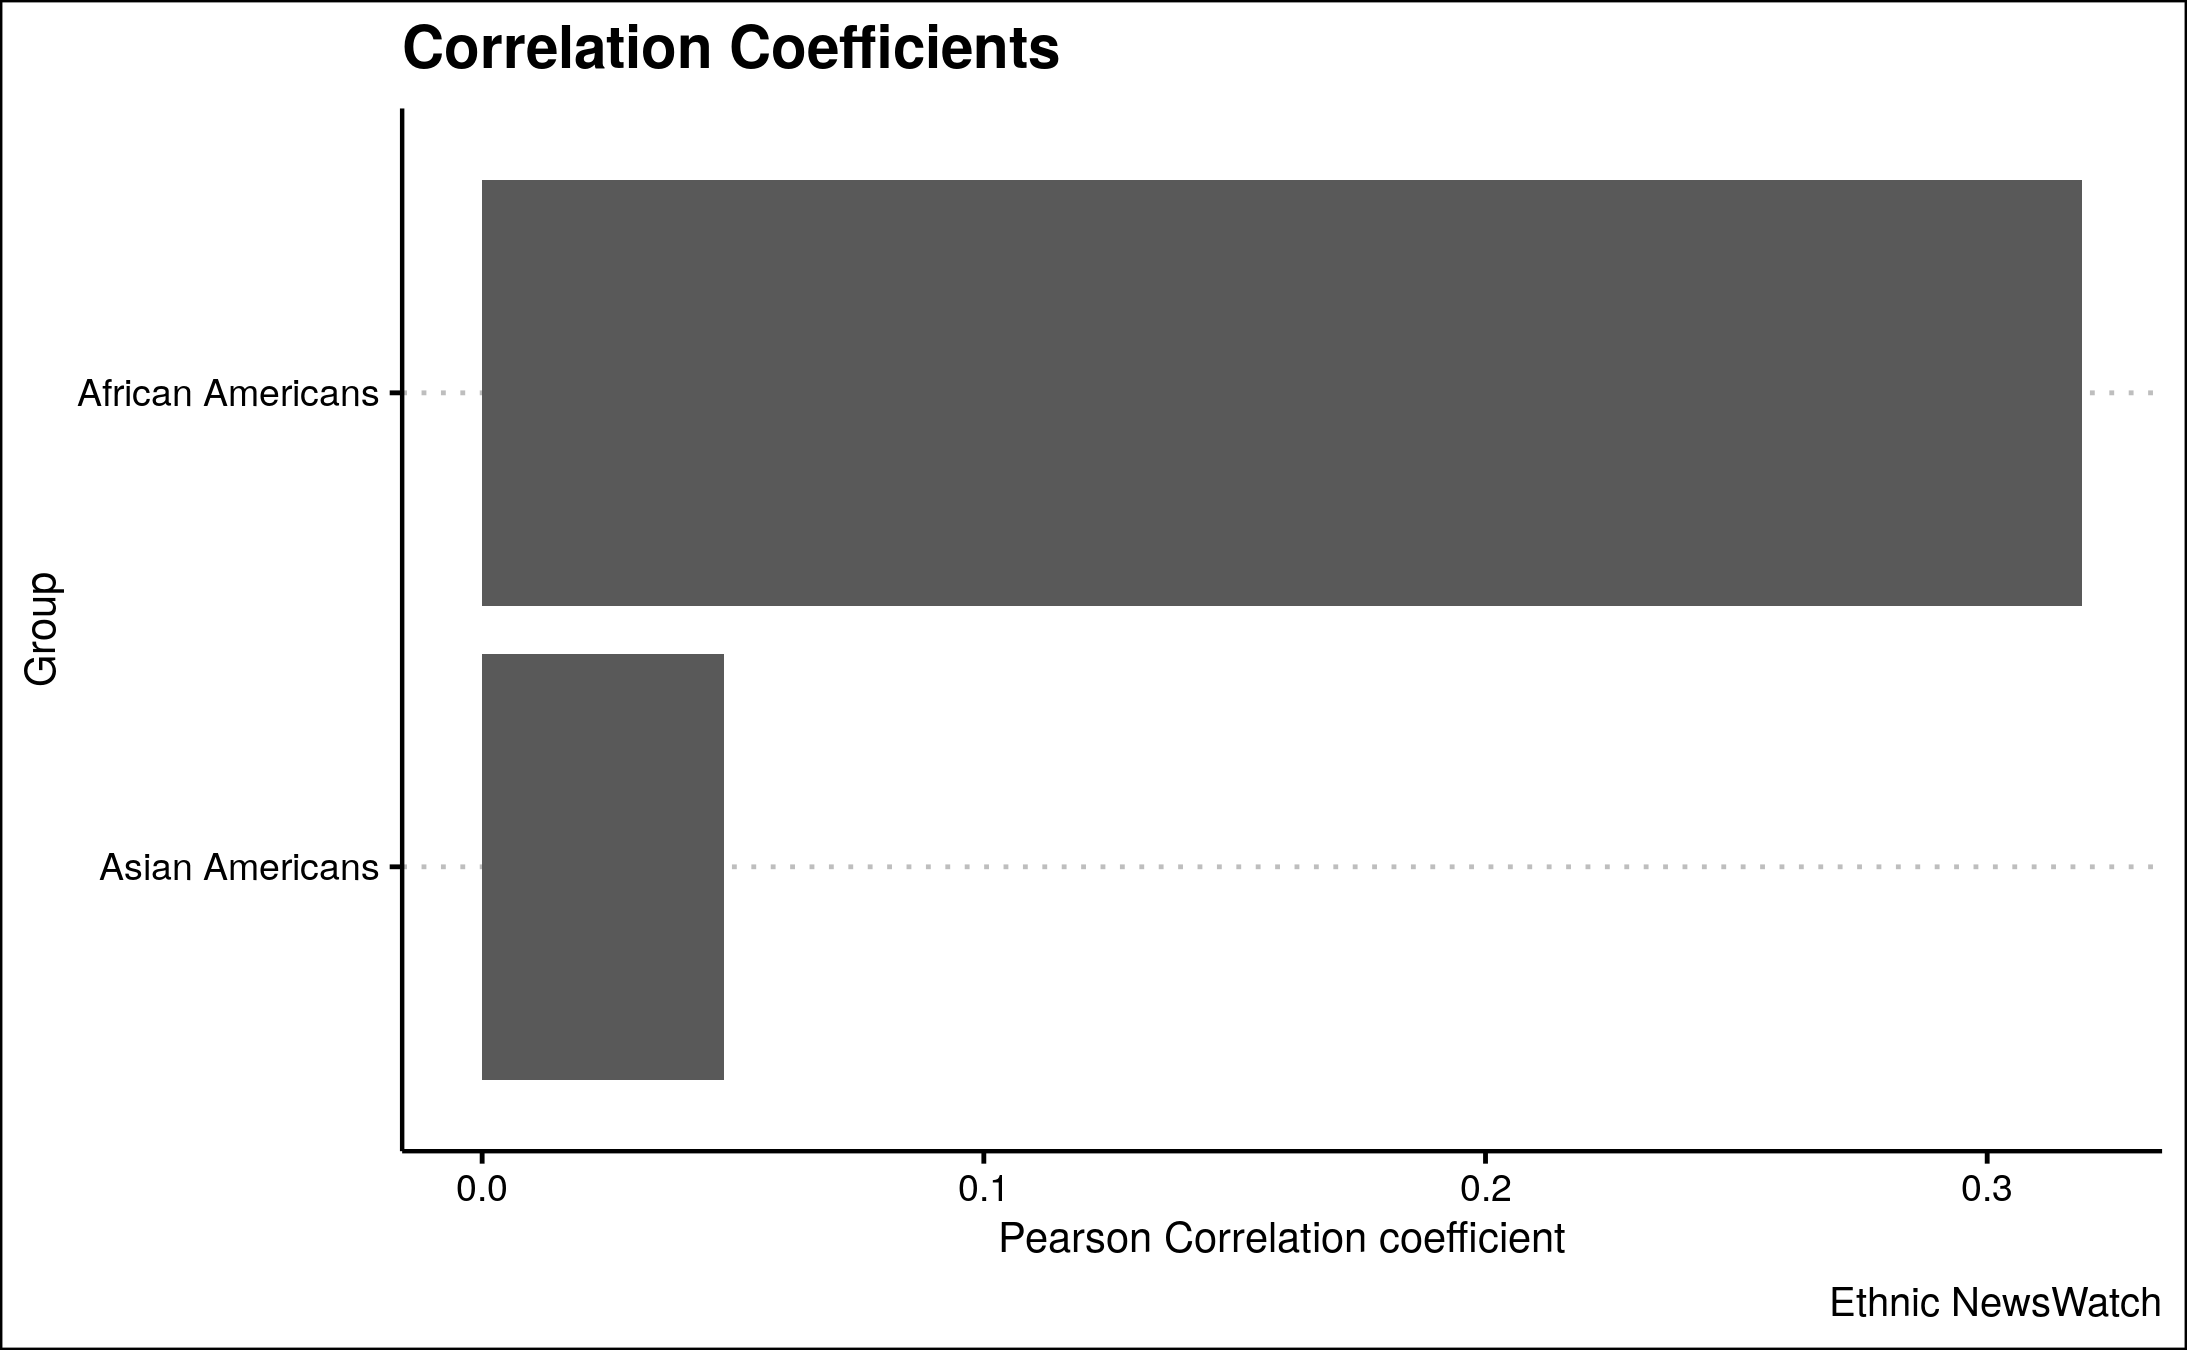 Correlation Coefficients
African Americans
Group
Asian Americans
0.0 0.1 0.2 0.3
Pearson Correlation coefficient
Ethnic NewsWatch